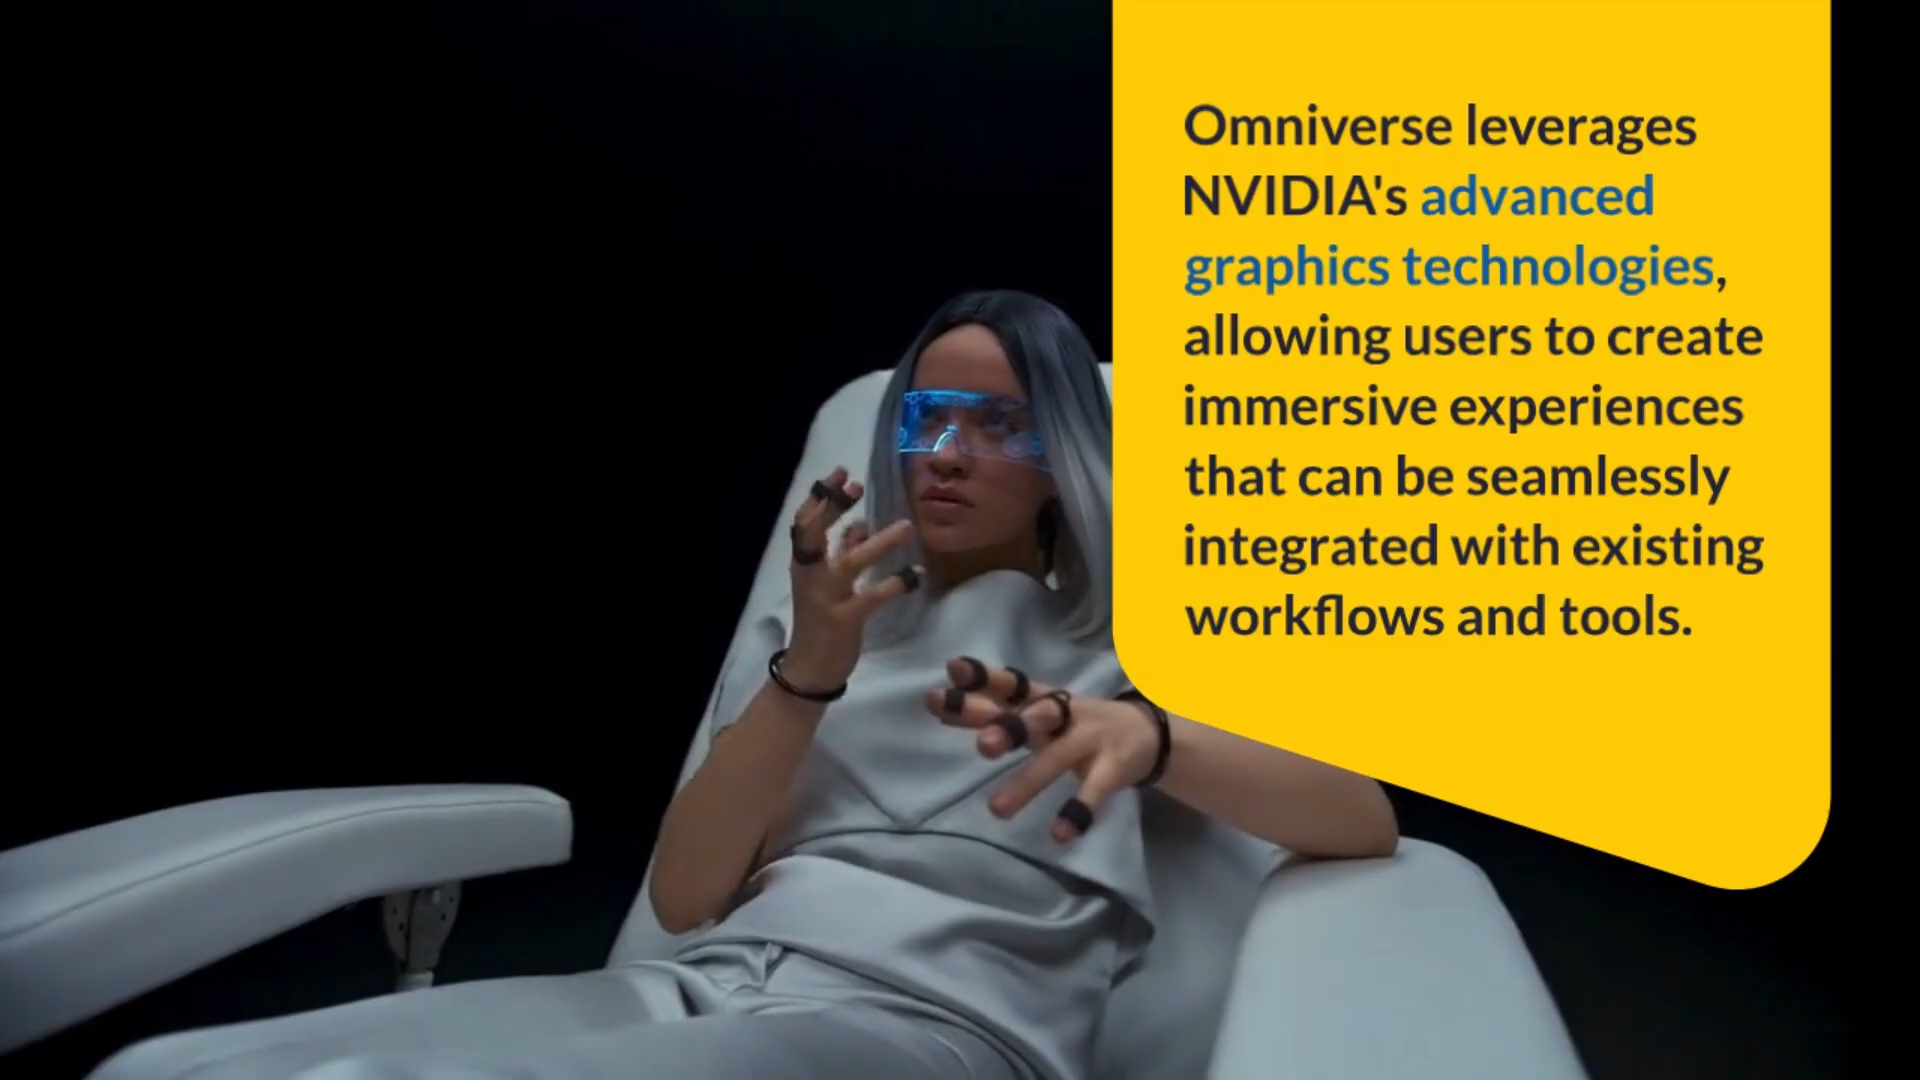 Omniverse leverages
NVIDIA's advanced
graphics technologies,
allowing users to create
immersive experiences
that can be seamlessly
integrated with existing
workflows and tools.